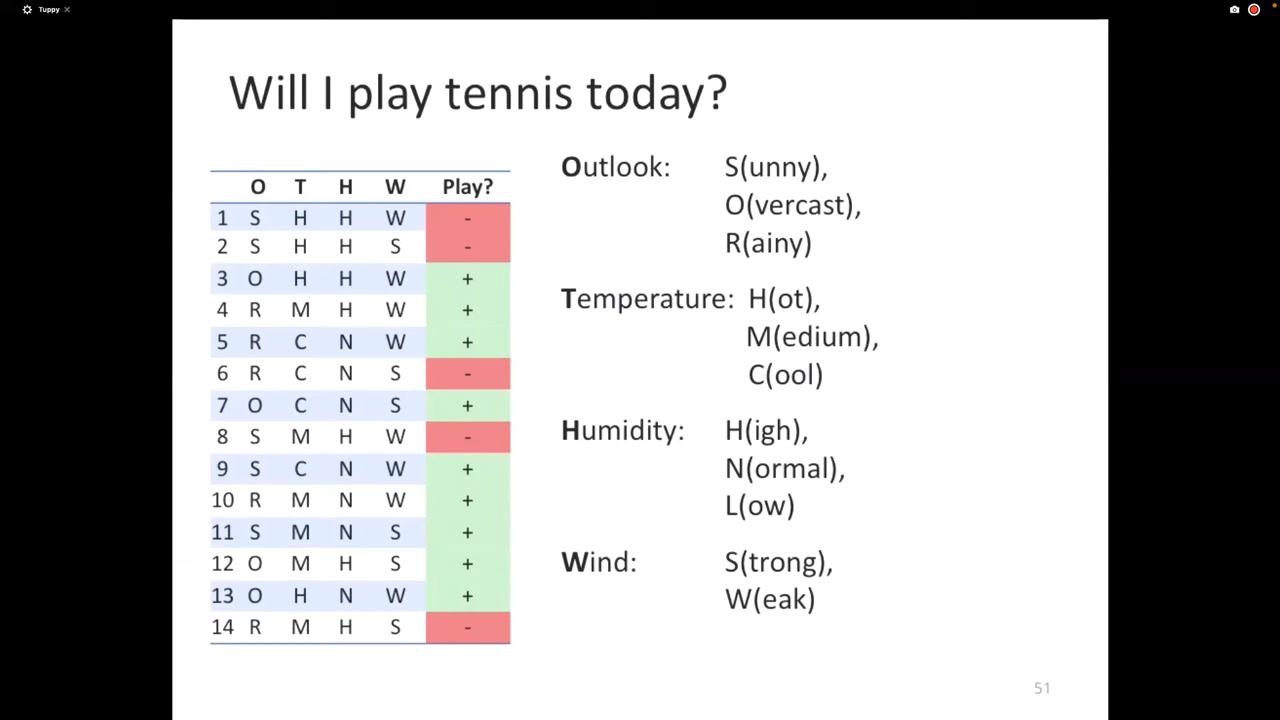 Tuppy ×
Will I play tennis today?
O T H W Play?
1 S H H W -
2 S H H S -
3 O H H W +
4 R M H W +
5 R C N W +
6 R C N S -
7 O C N S +
8 S M H W -
9 S C N W +
10 R M N W +
11 S M N S +
12 O M H S +
13 O H N W +
14 R M H S -
Outlook: S(unny),
O(vercast),
R(ainy)
Temperature: H(ot),
M(edium),
C(ool)
Humidity: H(igh),
N(ormal),
L(ow)
Wind: S(trong),
W(eak)
51